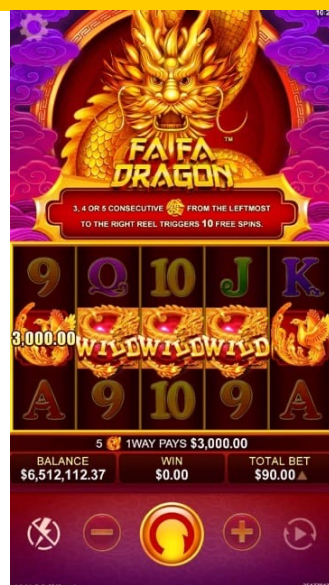 FA FA
DRAGON™
3, 4 OR 5 CONSECUTIVE FROM THE LEFTMOST
TO THE RIGHT REEL TRIGGERS 10 FREE SPINS.
9 Q 10 J K
3,000.00 WILD WILD WILD
A 9 10 9 A
5 1WAY PAYS $3,000.00
BALANCE WIN TOTAL BET
$6,512,112.37 $0.00 $90.00